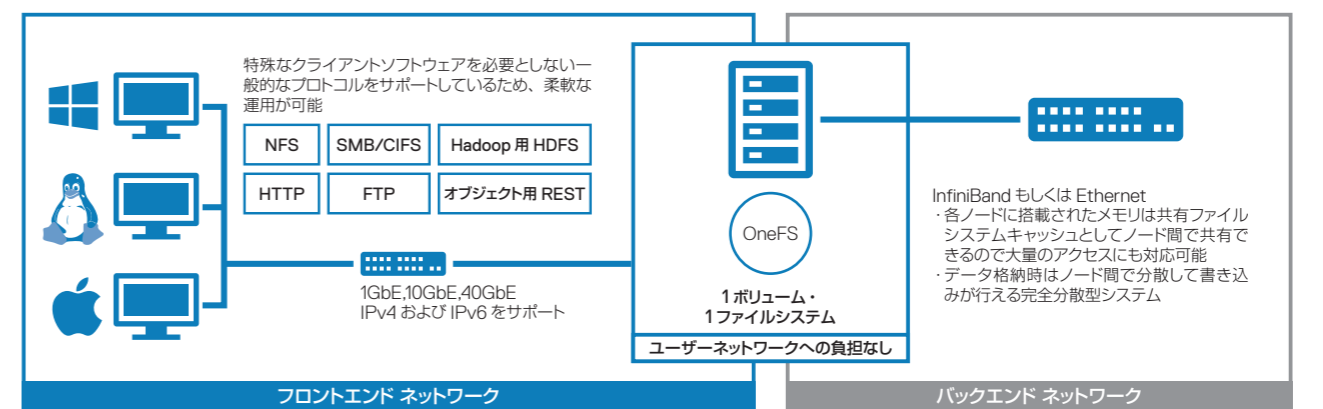 特殊なクライアントソフトウェアを必要としない一
般的なプロトコルをサポートしているため、柔軟な
運用が可能
NFS
SMB/CIFS
Hadoop 用 HDFS
HTTP
FTP
オブジェクト用 REST
1GbE,10GbE,40GbE
IPv4 および IPv6 をサポート
OneFS
1ボリューム・
1ファイルシステム
ユーザーネットワークへの負担なし
InfiniBand もしくは Ethernet
・各ノードに搭載されたメモリは共有ファイル
システムキャッシュとしてノード間で共有で
きるので大量のアクセスにも対応可能
・データ格納時はノード間で分散して書き込
みが行える完全分散型システム
フロントエンド ネットワーク
バックエンド ネットワーク